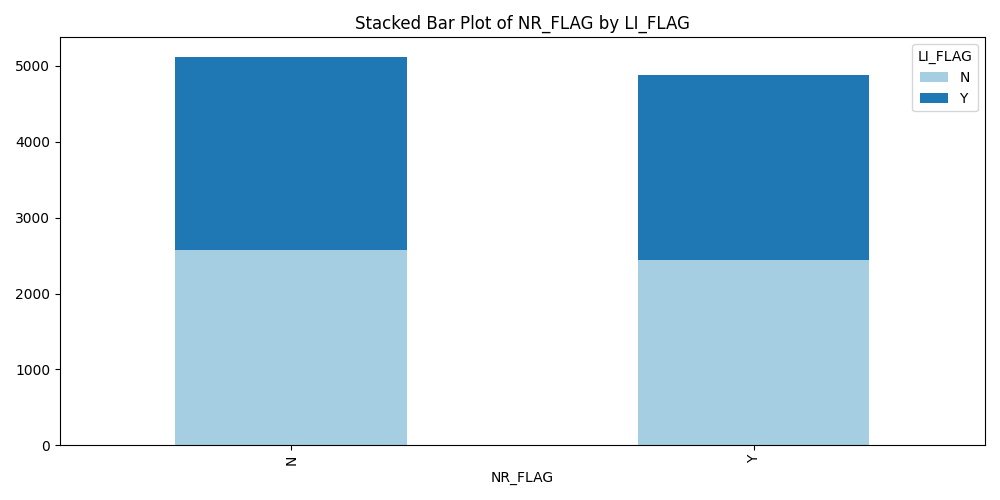 Stacked Bar Plot of NR_FLAG by LI_FLAG
LI_FLAG
N
Y
5000
4000
3000
2000
1000
0
N
Y
NR_FLAG